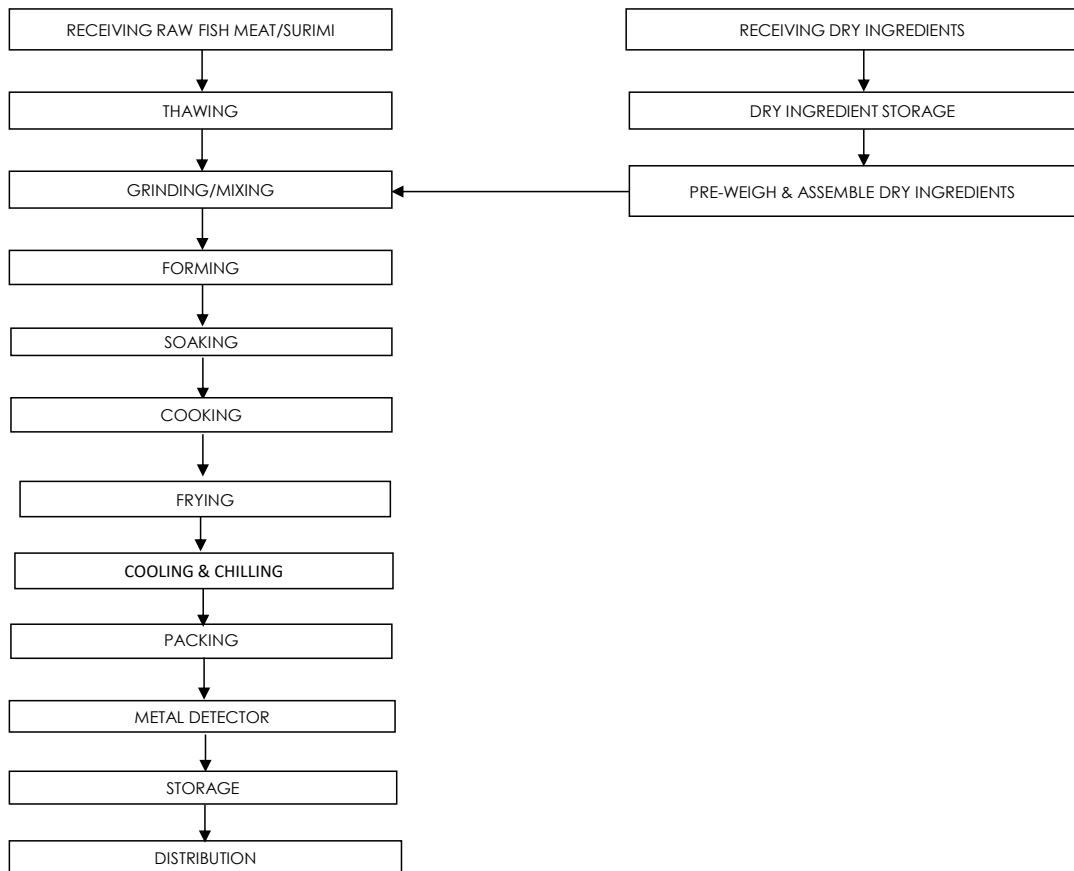 RECEIVING RAW FISH MEAT/SURIMI
THAWING
GRINDING/MIXING
FORMING
SOAKING
COOKING
FRYING
COOLING & CHILLING
PACKING
METAL DETECTOR
STORAGE
DISTRIBUTION
RECEIVING DRY INGREDIENTS
DRY INGREDIENT STORAGE
PRE-WEIGH & ASSEMBLE DRY INGREDIENTS